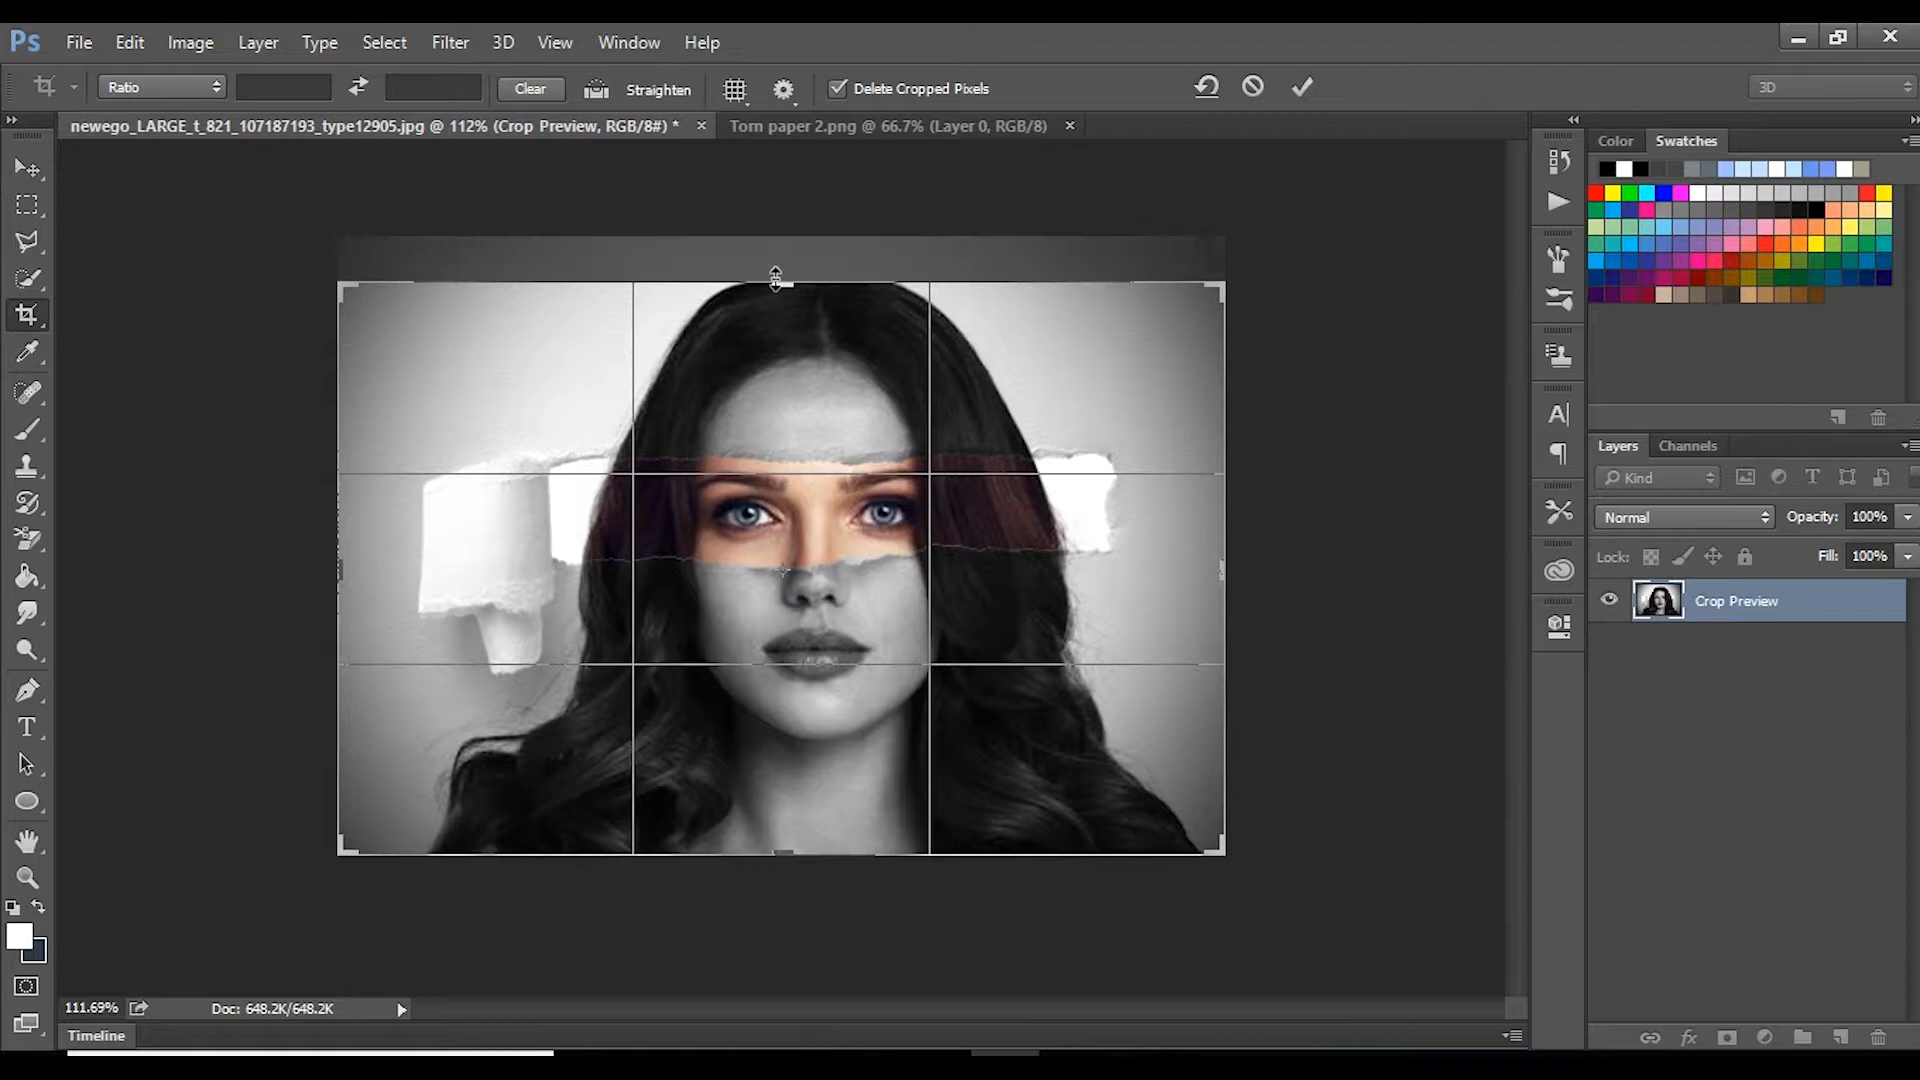 Ps File Edit Image Layer Type Select Filter 3D View Window Help
Ratio Clear Straighten Delete Cropped Pixels 3D
newego_LARGE_t_821_107187193_type12905.jpg @ 112% (Crop Preview, RGB/8#) * Torn paper 2.png @ 66.7% (Layer 0, RGB/8)
Color Swatches
Layers Channels
Kind
Normal Opacity: 100%
Lock: Fill: 100%
Crop Preview
111.69% Doc: 648.2K/648.2K
Timeline